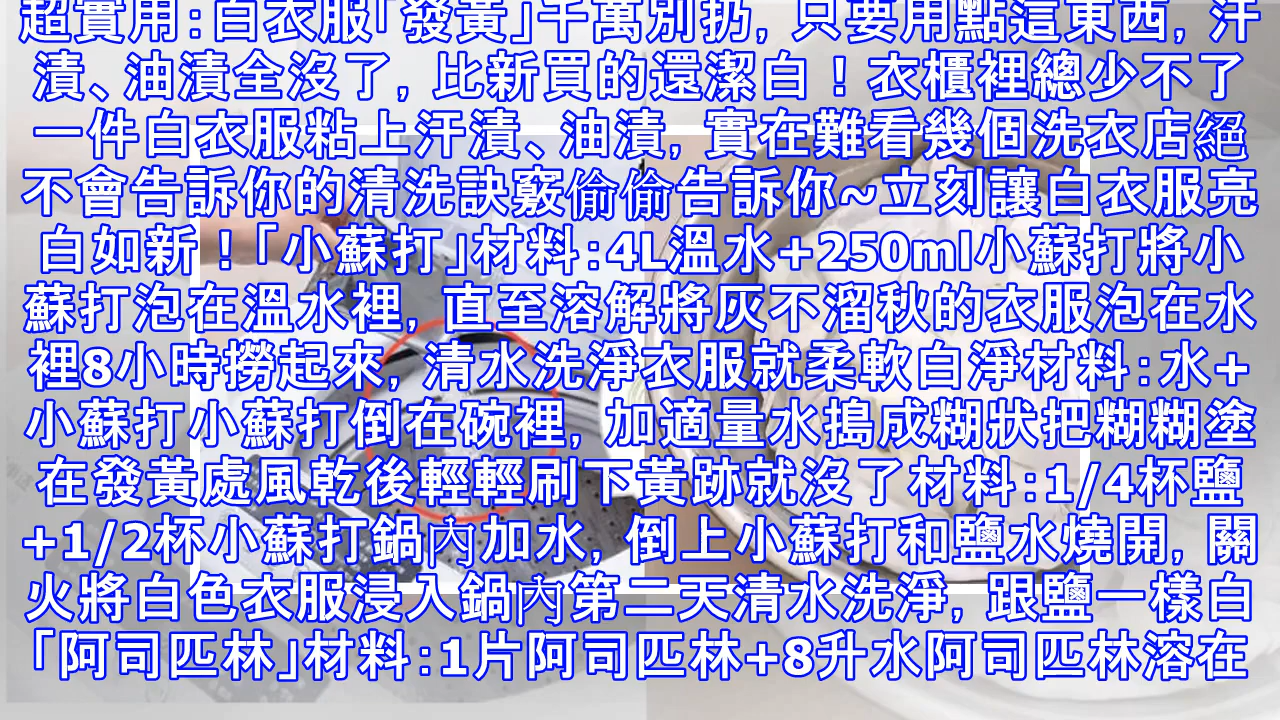 超實用:白衣服「發黃」千萬別扔, 只要用點這東西, 汗
漬、油漬全沒了, 比新買的還潔白！衣櫃裡總少不了
一件白衣服粘上汗漬、油漬, 實在難看幾個洗衣店絕
不會告訴你的清洗訣竅偷偷告訴你~立刻讓白衣服亮
白如新！「小蘇打」材料:4L溫水+250ml小蘇打將小
蘇打泡在溫水裡, 直至溶解將灰不溜秋的衣服泡在水
裡8小時撈起來, 清水洗淨衣服就柔軟白淨材料:水+
小蘇打小蘇打倒在碗裡, 加適量水搗成糊狀把糊糊塗
在發黃處風乾後輕輕刷下黃跡就沒了材料:1/4杯鹽
+1/2杯小蘇打鍋內加水, 倒上小蘇打和鹽水燒開, 關
火將白色衣服浸入鍋內第二天清水洗淨, 跟鹽一樣白
「阿司匹林」材料:1片阿司匹林+8升水阿司匹林溶在